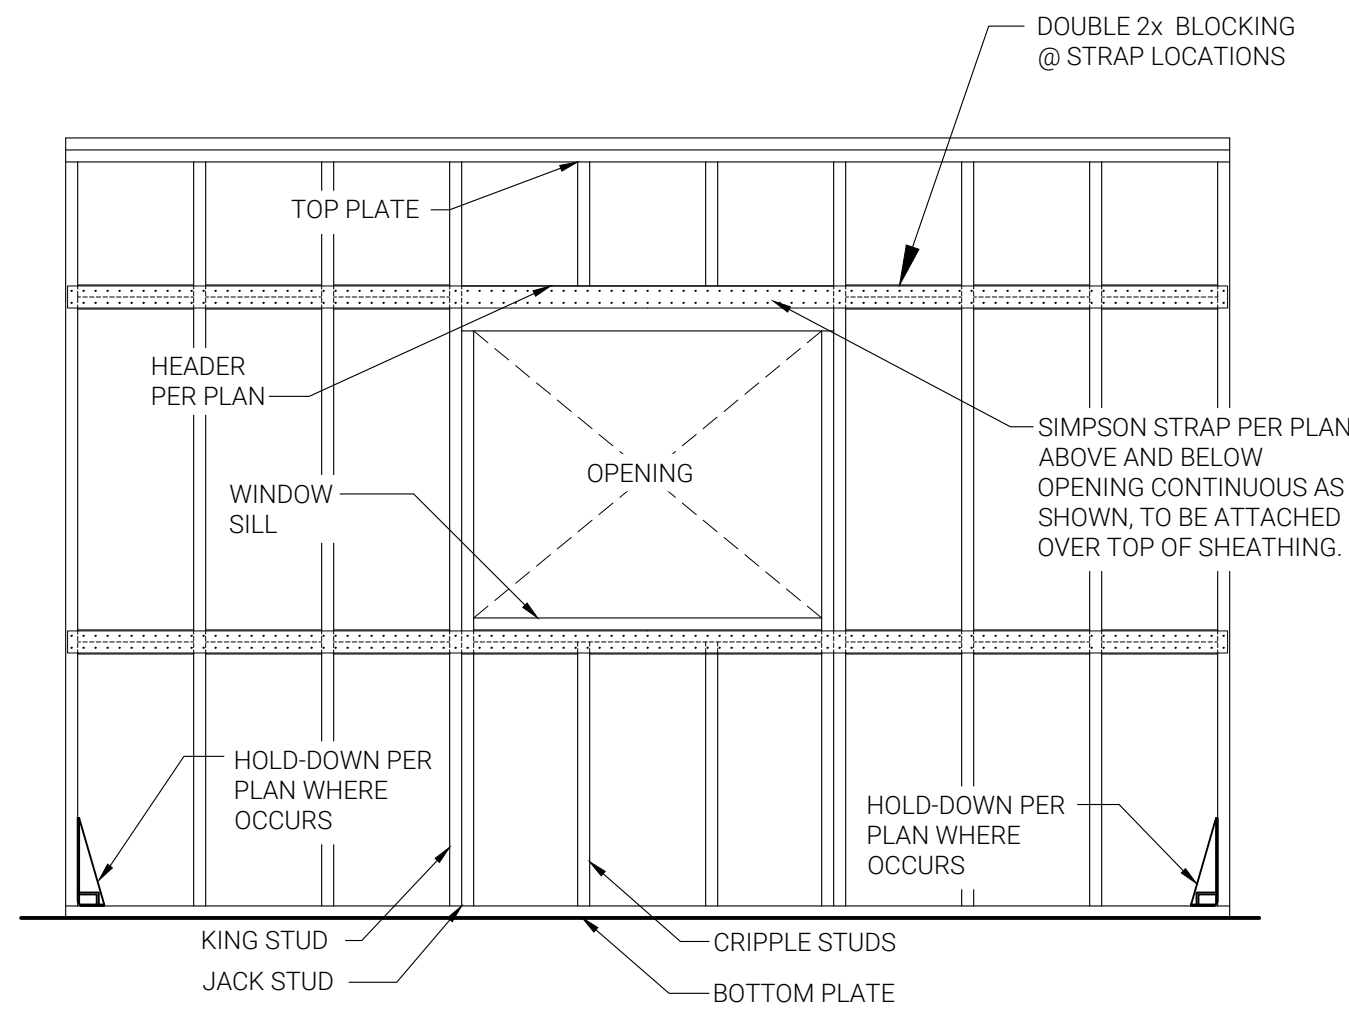 DOUBLE 2x BLOCKING
@ STRAP LOCATIONS
TOP PLATE
HEADER
PER PLAN
SIMPSON STRAP PER PLAN
ABOVE AND BELOW
OPENING CONTINUOUS AS
SHOWN, TO BE ATTACHED
OVER TOP OF SHEATHING.
OPENING
WINDOW
SILL
HOLD-DOWN PER
PLAN WHERE
OCCURS
HOLD-DOWN PER
PLAN WHERE
OCCURS
KING STUD
CRIPPLE STUDS
JACK STUD
BOTTOM PLATE